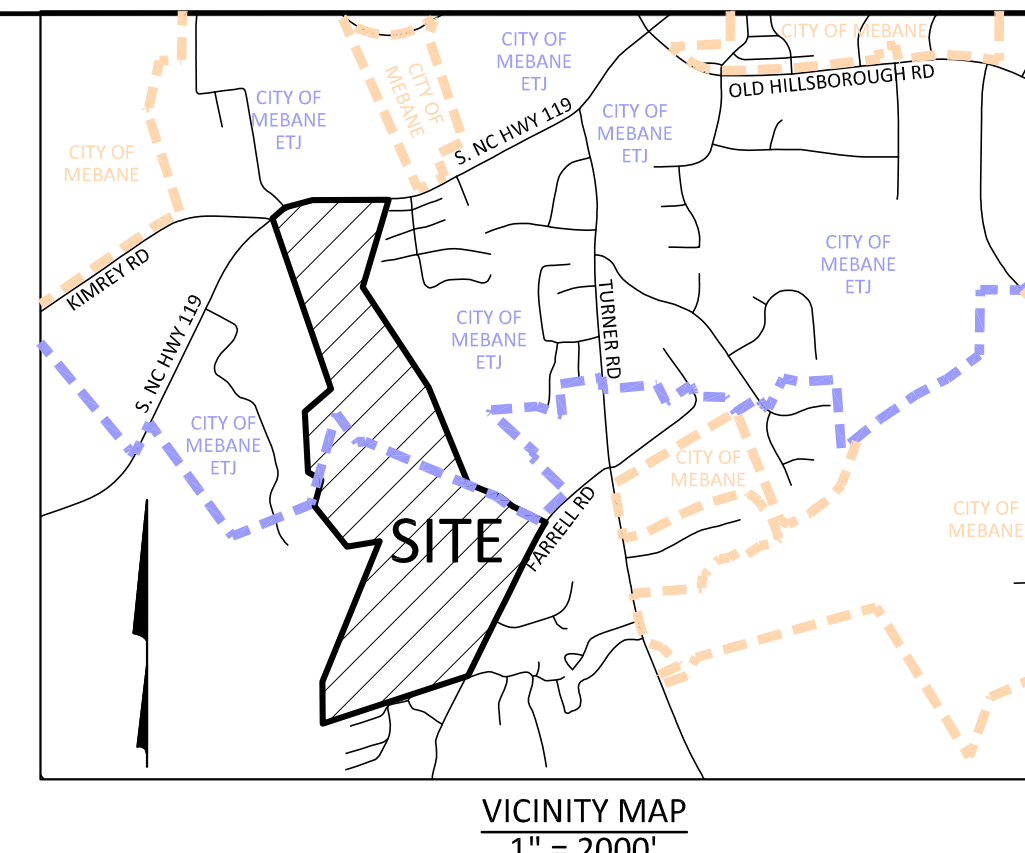 CITY OF MEBANE
CITY OF
MEBANE
ETJ
CITY OF
MEBANE
OLD HILLSBOROUGH RD
CITY OF
MEBANE
ETJ
S. NC HWY 119
CITY OF
MEBANE
ETJ
CITY OF
MEBANE
KIMREY RD
CITY OF
MEBANE
ETJ
S. NC HWY 119
CITY OF
MEBANE
ETJ
TURNER RD
CITY OF
MEBANE
ETJ
CITY OF
MEBANE
CITY OF
MEBANE
SITE
FARRELL RD
VICINITY MAP
1" = 2000'